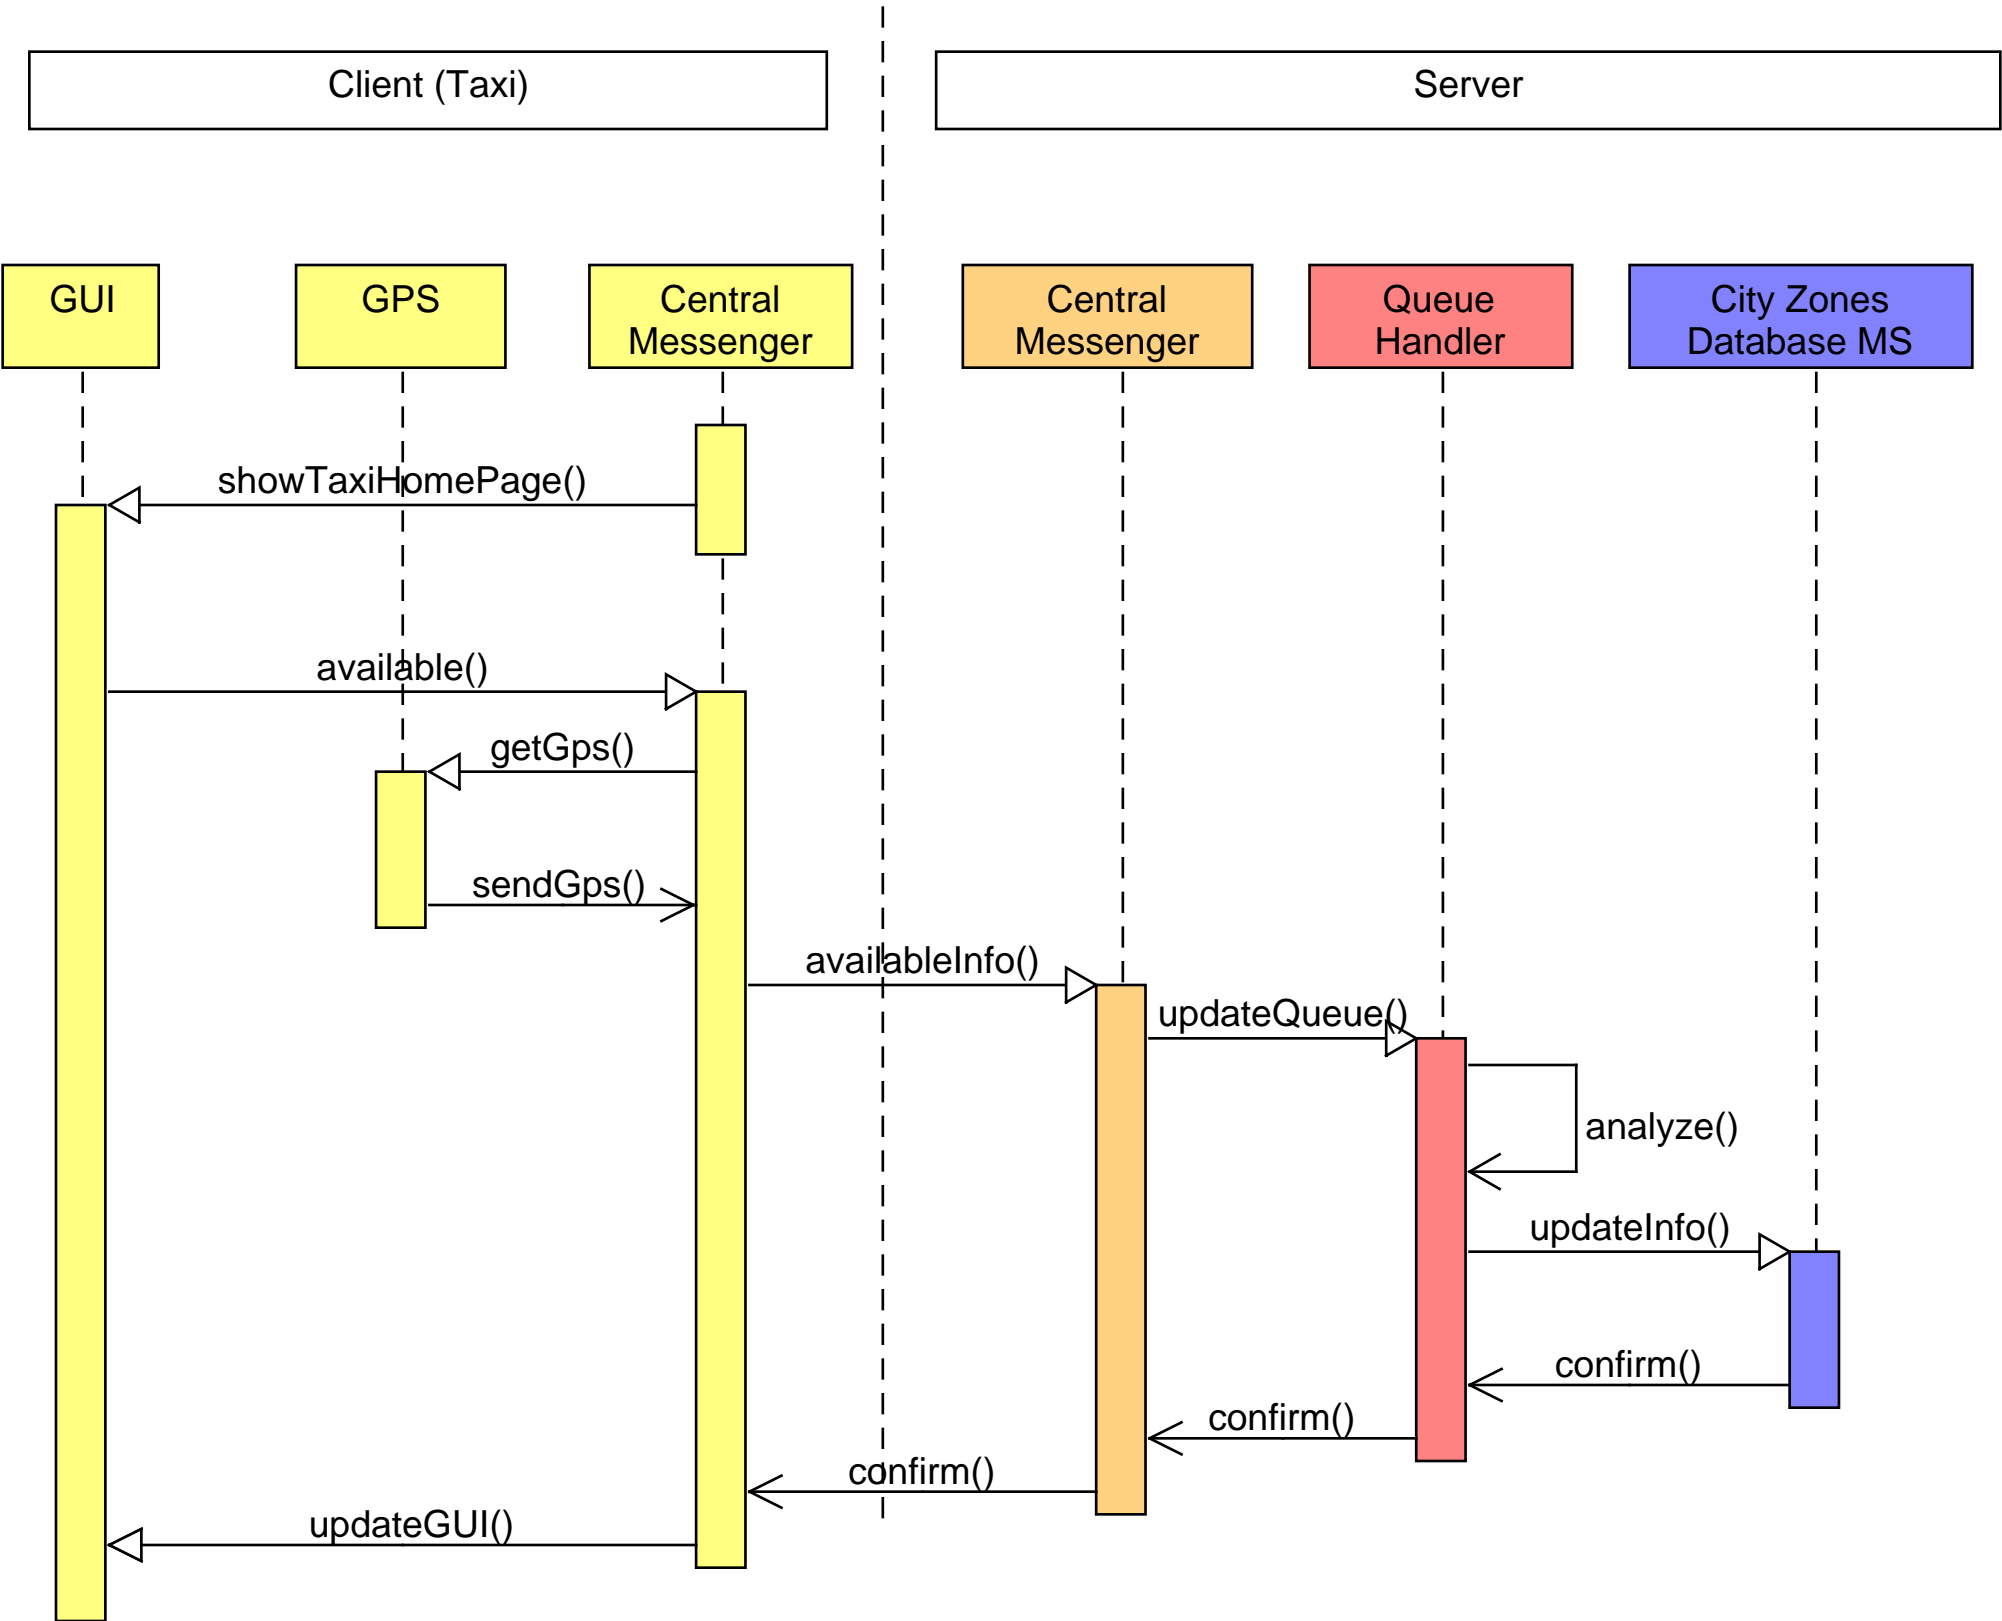 Client (Taxi)
Server
GUI
GPS
Central
Messenger
Central
Messenger
Queue
Handler
City Zones
Database MS
showTaxiHomePage()
available()
getGps()
sendGps()
availableInfo()
updateQueue()
analyze()
updateInfo()
confirm()
confirm()
confirm()
updateGUI()